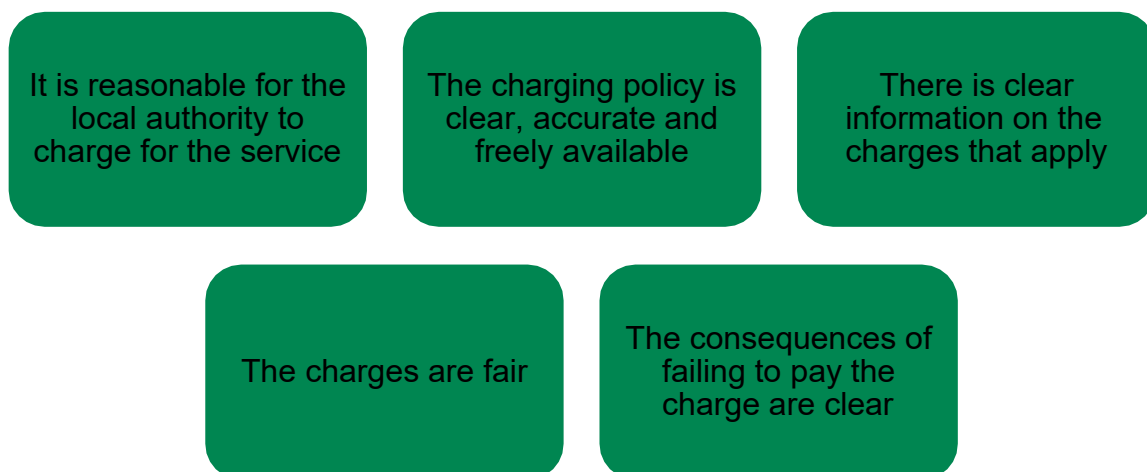 It is reasonable for the
local authority to
charge for the service
The charging policy is
clear, accurate and
freely available
There is clear
information on the
charges that apply
The charges are fair
The consequences of
failing to pay the
charge are clear